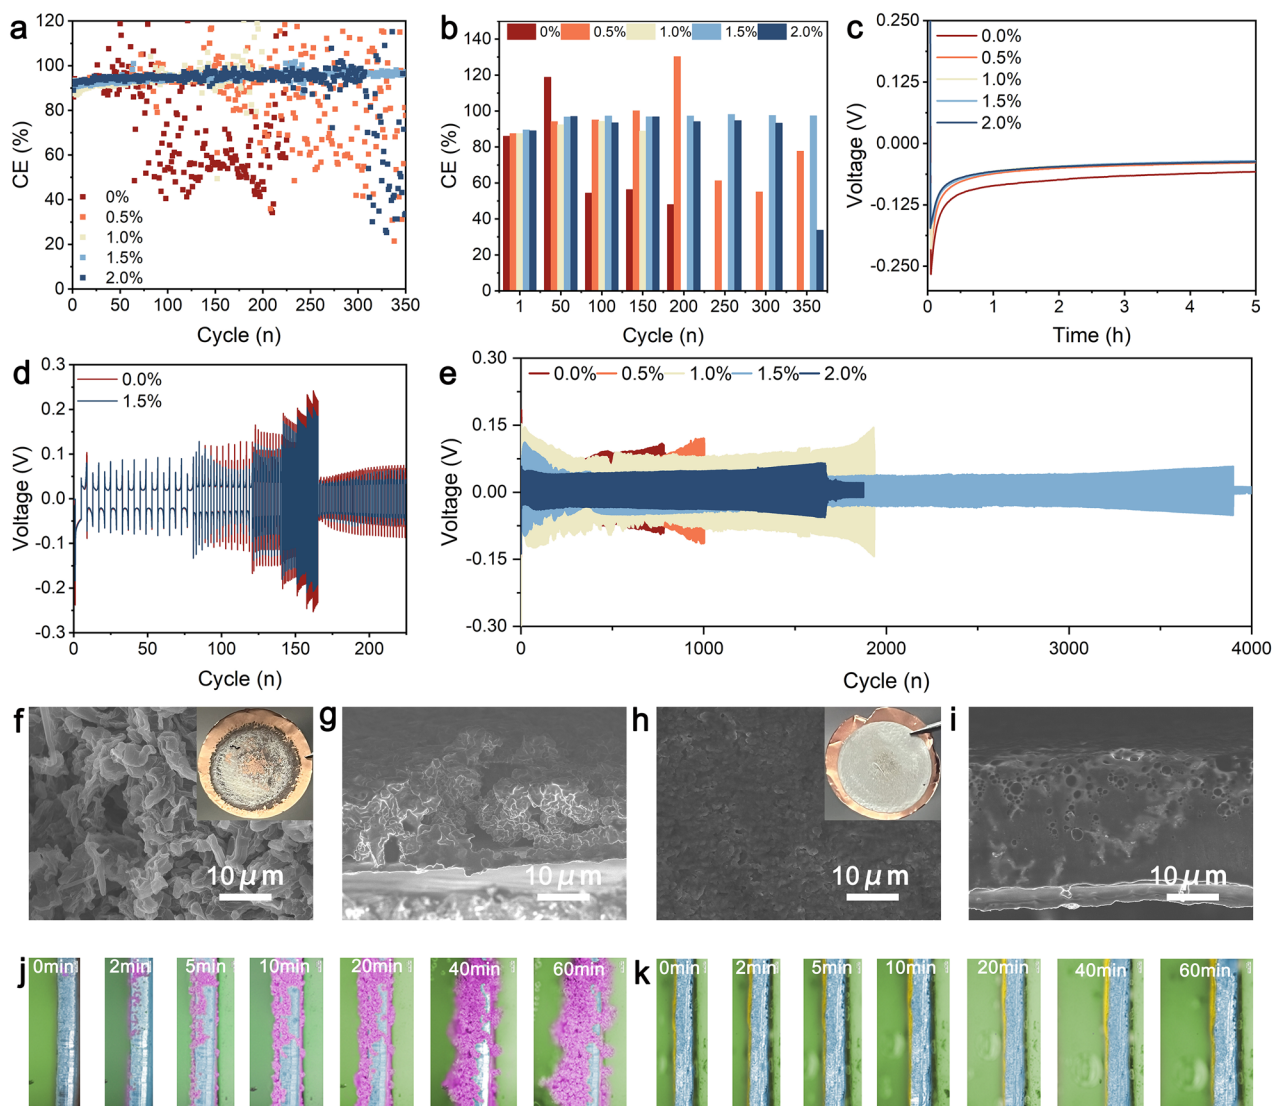 a
120
100
80
60
40
20
0
CE (%)
0%
0.5%
1.0%
1.5%
2.0%
0 50 100 150 200 250 300 350
Cycle (n)
b
0% 0.5% 1.0% 1.5% 2.0%
140
120
100
80
60
40
20
0
CE (%)
1 50 100 150 200 250 300 350
Cycle (n)
c
0.250
0.125
0.000
-0.125
-0.250
Voltage (V)
0.0%
0.5%
1.0%
1.5%
2.0%
0 1 2 3 4 5
Time (h)
d
0.3
0.2
0.1
0.0
-0.1
-0.2
-0.3
Voltage (V)
0.0%
1.5%
0 50 100 150 200
Cycle (n)
e
0.30
0.15
0.00
-0.15
-0.30
Voltage (V)
0.0% 0.5% 1.0% 1.5% 2.0%
0 1000 2000 3000 4000
Cycle (n)
f
10 μm
g
10 μm
h
10 μm
i
10 μm
j
0min 2min 5min 10min 20min 40min 60min
k
0min 2min 5min 10min 20min 40min 60min